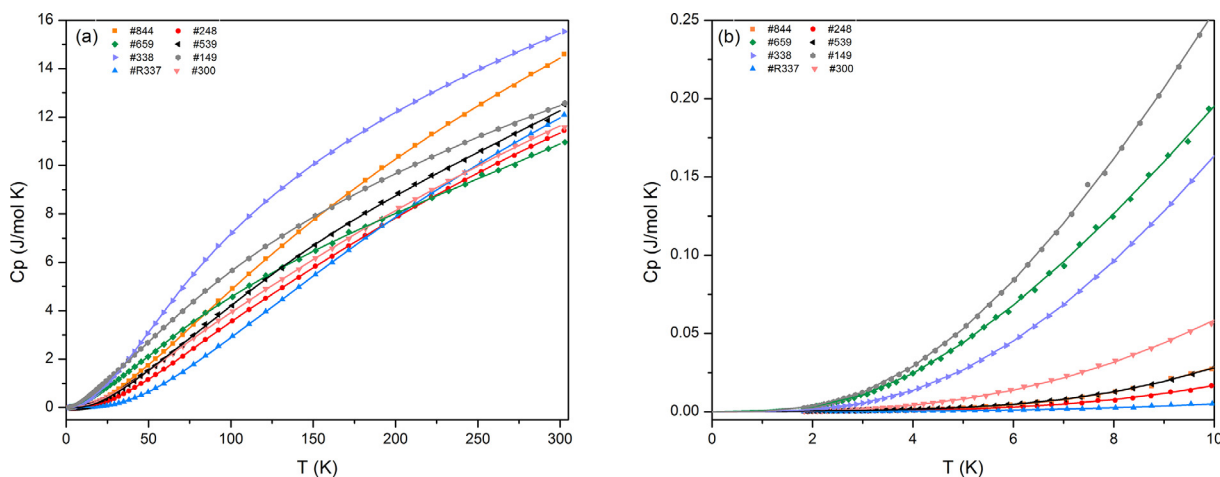 (a)
#844 #248
#659 #539
#338 #149
#R337 #300
16
14
12
10
8
6
4
2
0
Cp (J/mol K)
0 50 100 150 200 250 300
T (K)
(b)
#844 #248
#659 #539
#338 #149
#R337 #300
0.25
0.20
0.15
0.10
0.05
0.00
Cp (J/mol K)
0 2 4 6 8 10
T (K)